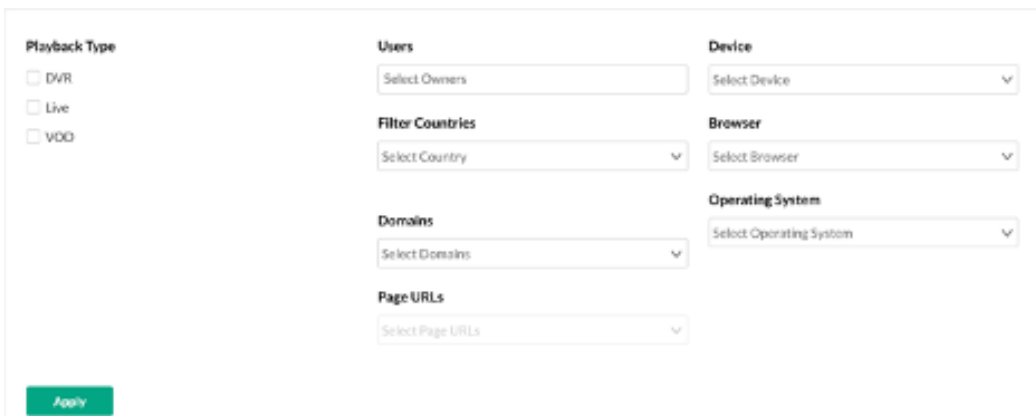 Playback Type
DVR
Live
VOD
Users
Select Owners
Filter Countries
Select Country
Domains
Select Domains
Page URLs
Select Page URLs
Device
Select Device
Browser
Select Browser
Operating System
Select Operating System
Apply